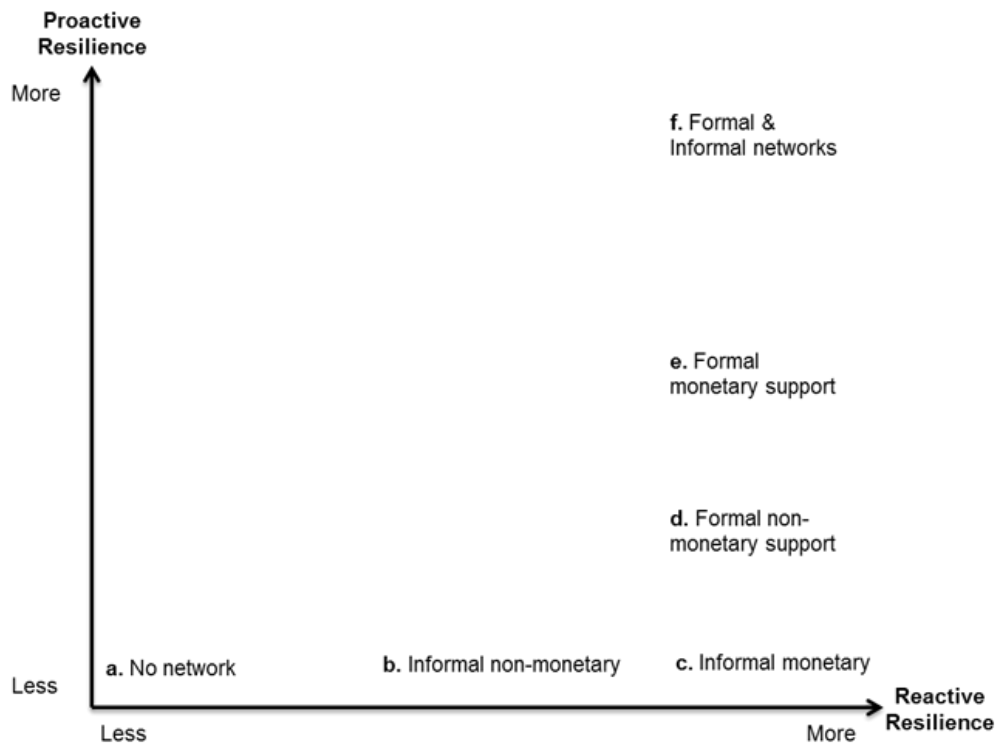 Proactive
Resilience
More
f. Formal &
Informal networks
e. Formal
monetary support
d. Formal non-
monetary support
a. No network
b. Informal non-monetary
c. Informal monetary
Less
Reactive
Resilience
Less
More